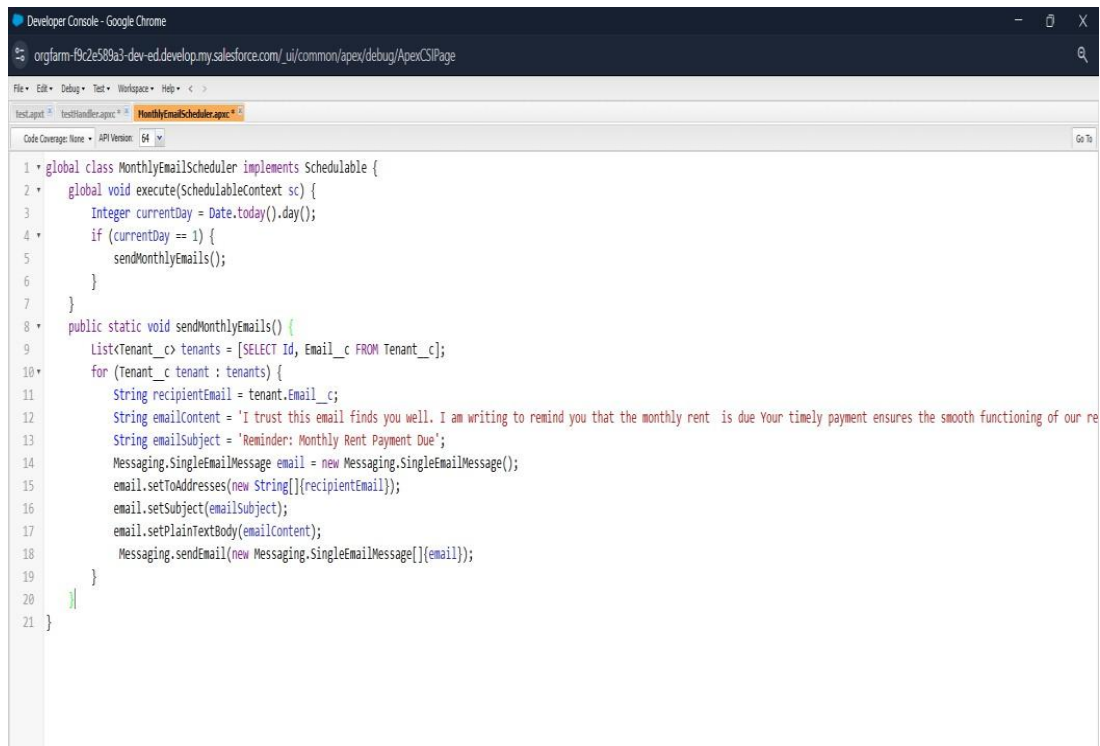 Developer Console - Google Chrome
orgfarm-f9c2e589a3-dev-ed.develop.my.salesforce.com/_ui/common/apex/debug/ApexCSIPage
File Edit Debug Test Workspace Help < >
test.apxt testHandler.apxc * MonthlyEmailScheduler.apxc *
Code Coverage: None API Version: 64 Go To
1 global class MonthlyEmailScheduler implements Schedulable {
2 global void execute(SchedulableContext sc) {
3 Integer currentDay = Date.today().day();
4 if (currentDay == 1) {
5 sendMonthlyEmails();
6 }
7 }
8 public static void sendMonthlyEmails() {
9 List<Tenant__c> tenants = [SELECT Id, Email__c FROM Tenant__c];
10 for (Tenant__c tenant : tenants) {
11 String recipientEmail = tenant.Email__c;
12 String emailContent = 'I trust this email finds you well. I am writing to remind you that the monthly rent  is due Your timely payment ensures the smooth functioning of our re
13 String emailSubject = 'Reminder: Monthly Rent Payment Due';
14 Messaging.SingleEmailMessage email = new Messaging.SingleEmailMessage();
15 email.setToAddresses(new String[]{recipientEmail});
16 email.setSubject(emailSubject);
17 email.setPlainTextBody(emailContent);
18 Messaging.sendEmail(new Messaging.SingleEmailMessage[]{email});
19 }
20 }
21 }